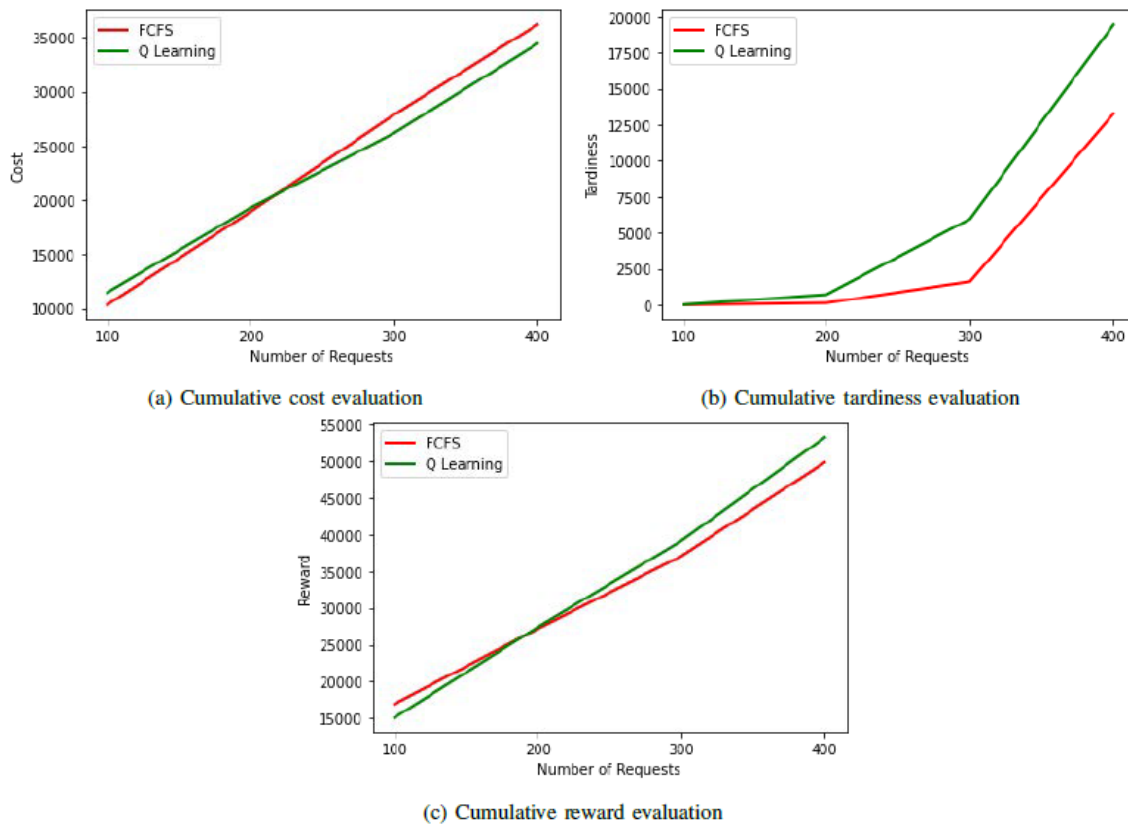 FCFS
Q Learning
35000
30000
25000
20000
15000
10000
Cost
100 200 300 400
Number of Requests
(a) Cumulative cost evaluation
FCFS
Q Learning
20000
17500
15000
12500
10000
7500
5000
2500
0
Tardiness
100 200 300 400
Number of Requests
(b) Cumulative tardiness evaluation
FCFS
Q Learning
55000
50000
45000
40000
35000
30000
25000
20000
15000
Reward
100 200 300 400
Number of Requests
(c) Cumulative reward evaluation